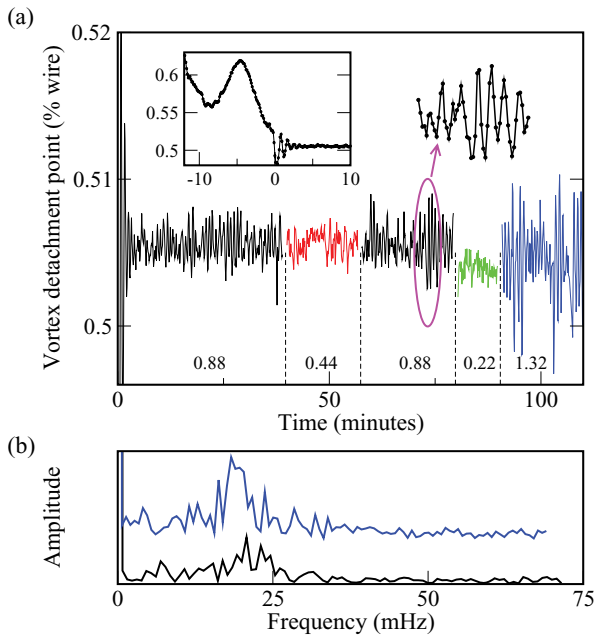 (a)
0.52
0.51
0.5
Vortex detachment point (% wire)
0.6
0.55
0.5
-10 0 10
0.88 0.44 0.88 0.22 1.32
0 50 100
Time (minutes)
(b)
Amplitude
0 25 50 75
Frequency (mHz)